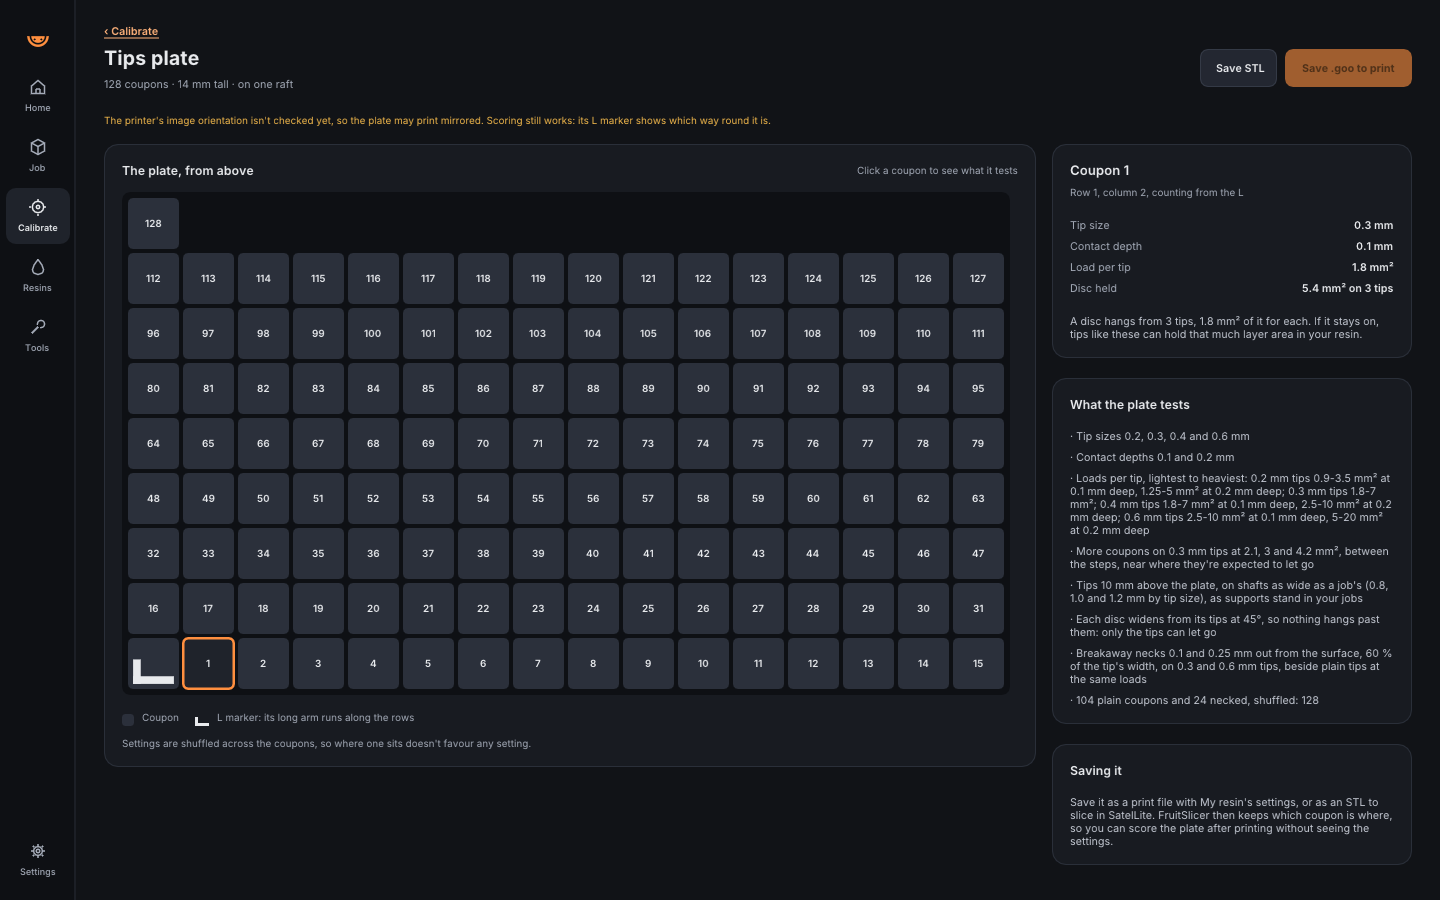 ‹ Calibrate
Tips plate
128 coupons · 14 mm tall · on one raft
Save STL
Save .goo to print
The printer's image orientation isn't checked yet, so the plate may print mirrored. Scoring still works: its L marker shows which way round it is.
Home
Job
Calibrate
Resins
Tools
Settings
The plate, from above
Click a coupon to see what it tests
128
112 113 114 115 116 117 118 119 120 121 122 123 124 125 126 127
96 97 98 99 100 101 102 103 104 105 106 107 108 109 110 111
80 81 82 83 84 85 86 87 88 89 90 91 92 93 94 95
64 65 66 67 68 69 70 71 72 73 74 75 76 77 78 79
48 49 50 51 52 53 54 55 56 57 58 59 60 61 62 63
32 33 34 35 36 37 38 39 40 41 42 43 44 45 46 47
16 17 18 19 20 21 22 23 24 25 26 27 28 29 30 31
1 2 3 4 5 6 7 8 9 10 11 12 13 14 15
Coupon
L marker: its long arm runs along the rows
Settings are shuffled across the coupons, so where one sits doesn't favour any setting.
Coupon 1
Row 1, column 2, counting from the L
Tip size 0.3 mm
Contact depth 0.1 mm
Load per tip 1.8 mm²
Disc held 5.4 mm² on 3 tips
A disc hangs from 3 tips, 1.8 mm² of it for each. If it stays on,
tips like these can hold that much layer area in your resin.
What the plate tests
· Tip sizes 0.2, 0.3, 0.4 and 0.6 mm
· Contact depths 0.1 and 0.2 mm
· Loads per tip, lightest to heaviest: 0.2 mm tips 0.9-3.5 mm² at
0.1 mm deep, 1.25-5 mm² at 0.2 mm deep; 0.3 mm tips 1.8-7
mm²; 0.4 mm tips 1.8-7 mm² at 0.1 mm deep, 2.5-10 mm² at 0.2
mm deep; 0.6 mm tips 2.5-10 mm² at 0.1 mm deep, 5-20 mm²
at 0.2 mm deep
· More coupons on 0.3 mm tips at 2.1, 3 and 4.2 mm², between
the steps, near where they're expected to let go
· Tips 10 mm above the plate, on shafts as wide as a job's (0.8,
1.0 and 1.2 mm by tip size), as supports stand in your jobs
· Each disc widens from its tips at 45°, so nothing hangs past
them: only the tips can let go
· Breakaway necks 0.1 and 0.25 mm out from the surface, 60 %
of the tip's width, on 0.3 and 0.6 mm tips, beside plain tips at
the same loads
· 104 plain coupons and 24 necked, shuffled: 128
Saving it
Save it as a print file with My resin's settings, or as an STL to
slice in SatelLite. FruitSlicer then keeps which coupon is where,
so you can score the plate after printing without seeing the
settings.